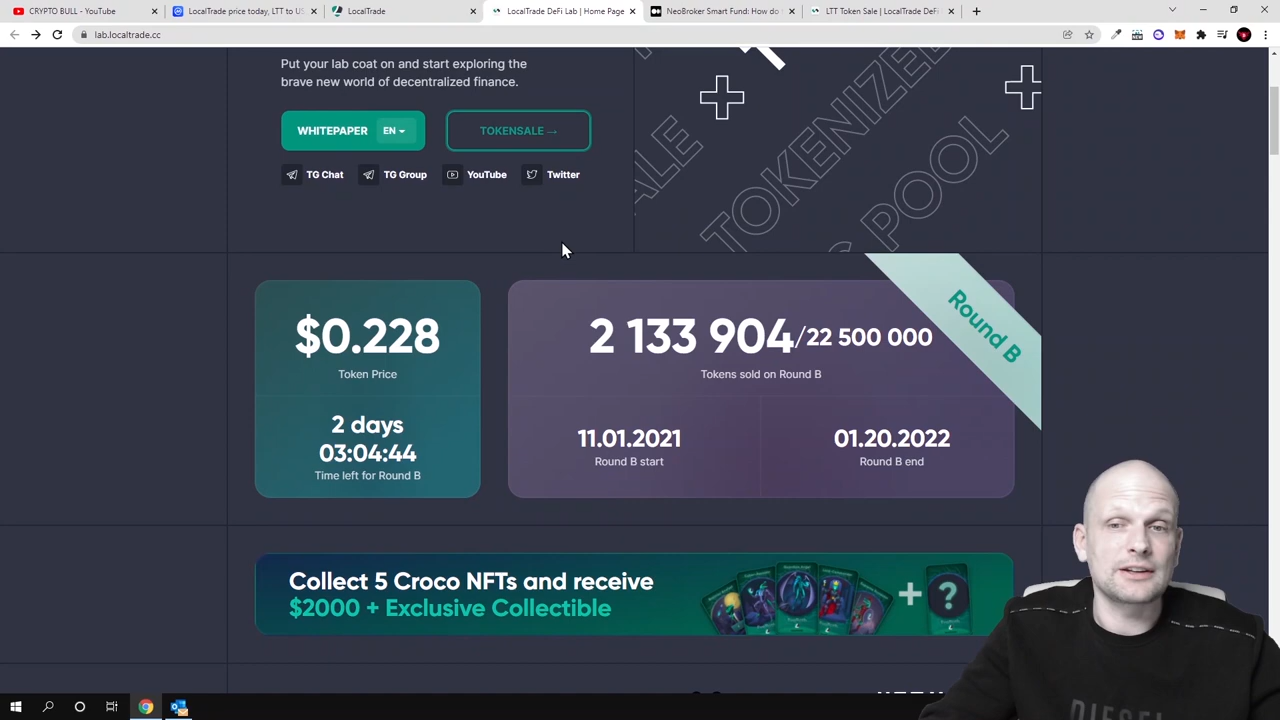 CRYPTO BULL - YouTube
LocalTrade price today, LTT to US
LocalTrade
LocalTrade DeFi Lab | Home Page
NeoBroker Smart Fund: How do
LTT Token Sale | LocalTrade DeFi
lab.localtrade.cc
Put your lab coat on and start exploring the
brave new world of decentralized finance.
WHITEPAPER EN
TOKENSALE →
TG Chat
TG Group
YouTube
Twitter
ALE
TOKENIZED
POOL
$0.228
Token Price
2 days
03:04:44
Time left for Round B
2 133 904/22 500 000
Tokens sold on Round B
Round B
11.01.2021
Round B start
01.20.2022
Round B end
Collect 5 Croco NFTs and receive
$2000 + Exclusive Collectible
+
?
DIESEL